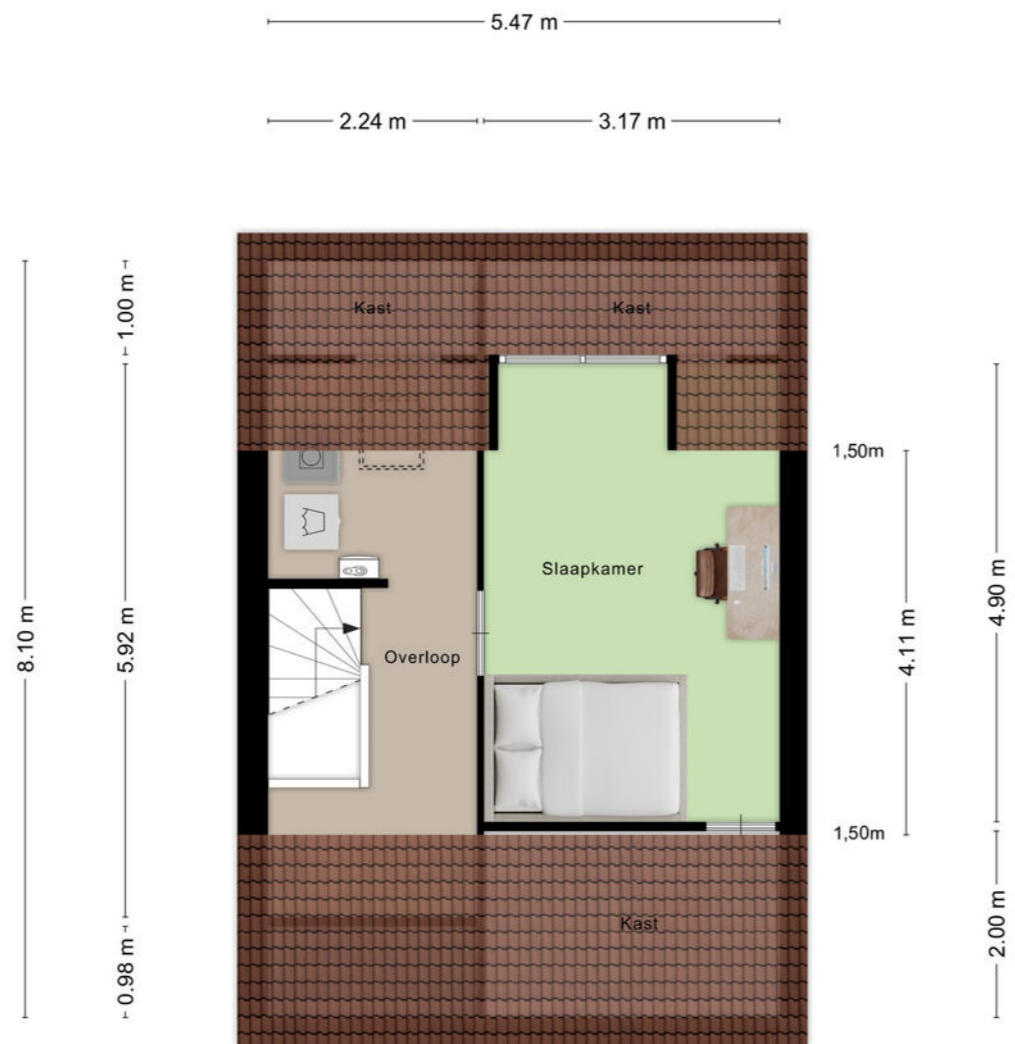 5.47 m
2.24 m
3.17 m
1.00 m
Kast
Kast
1,50m
Slaapkamer
4.90 m
8.10 m
5.92 m
4.11 m
Overloop
1,50m
Kast
0.98 m
2.00 m